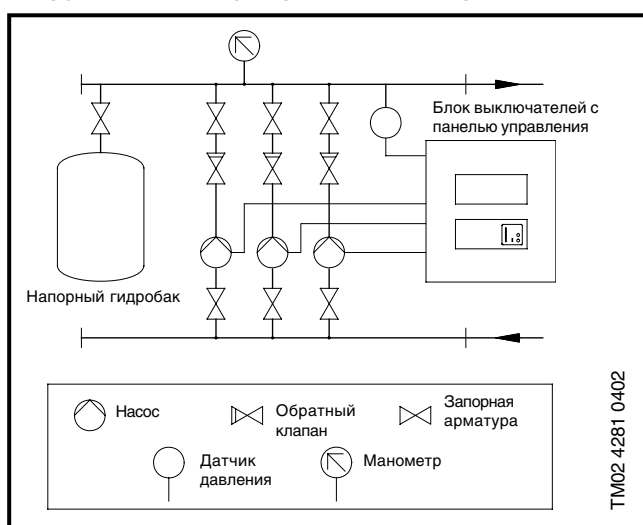 Блок выключателей с
панелью управления
Напорный гидробак
Насос
Обратный
клапан
Запорная
арматура
Датчик
давления
Манометр
TM02 4281 0402